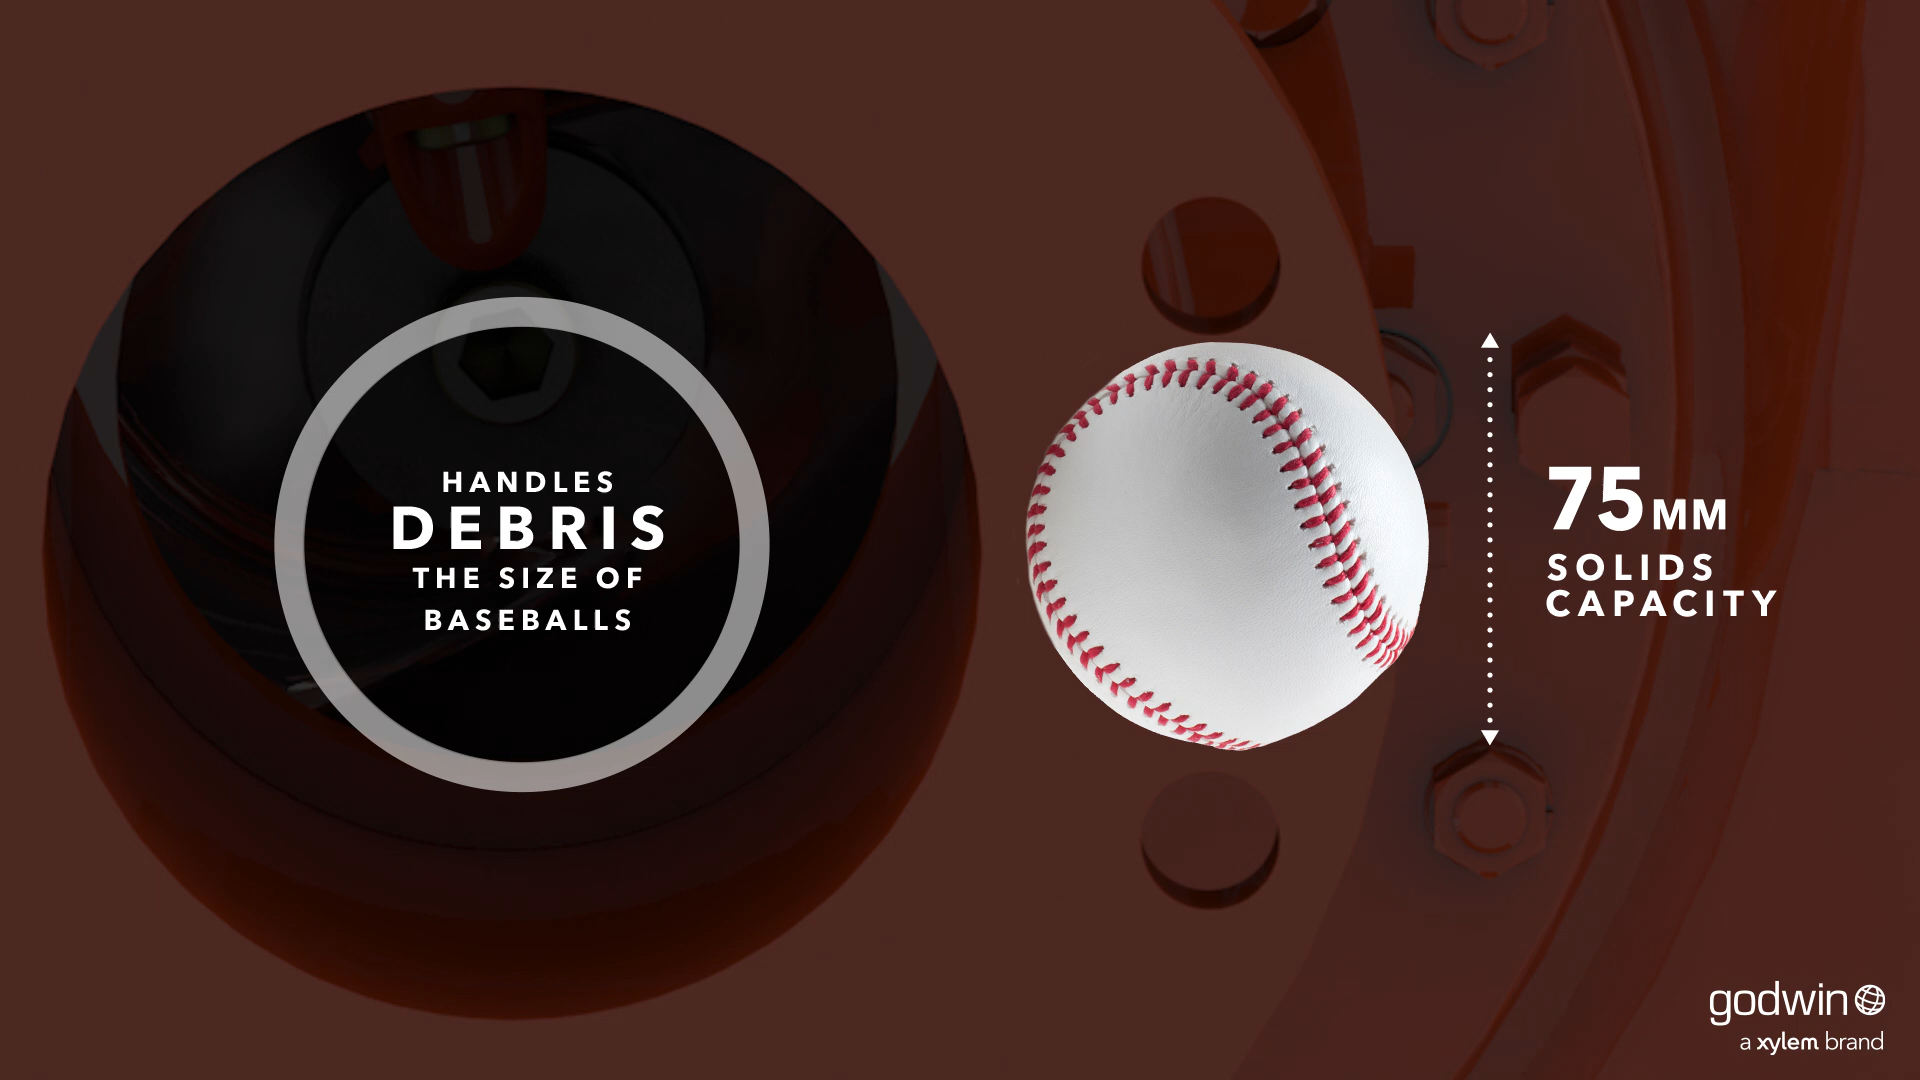 HANDLES
DEBRIS
THE SIZE OF
BASEBALLS
75MM
SOLIDS
CAPACITY
godwin
a xylem brand